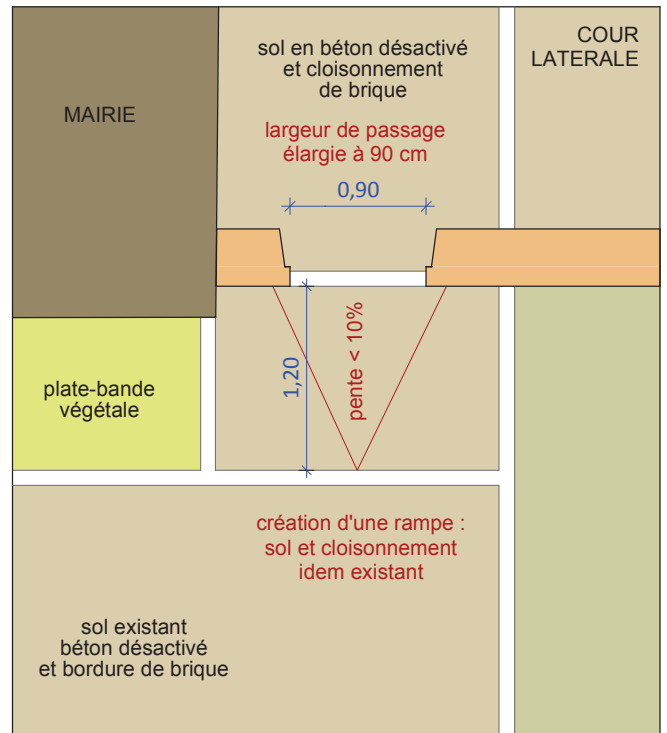 sol en béton désactivé
et cloisonnement
de brique
COUR
LATERALE
MAIRIE
largeur de passage
élargie à 90 cm
0,90
1,20
pente < 10%
plate-bande
végétale
création d'une rampe :
sol et cloisonnement
idem existant
sol existant
béton désactivé
et bordure de brique